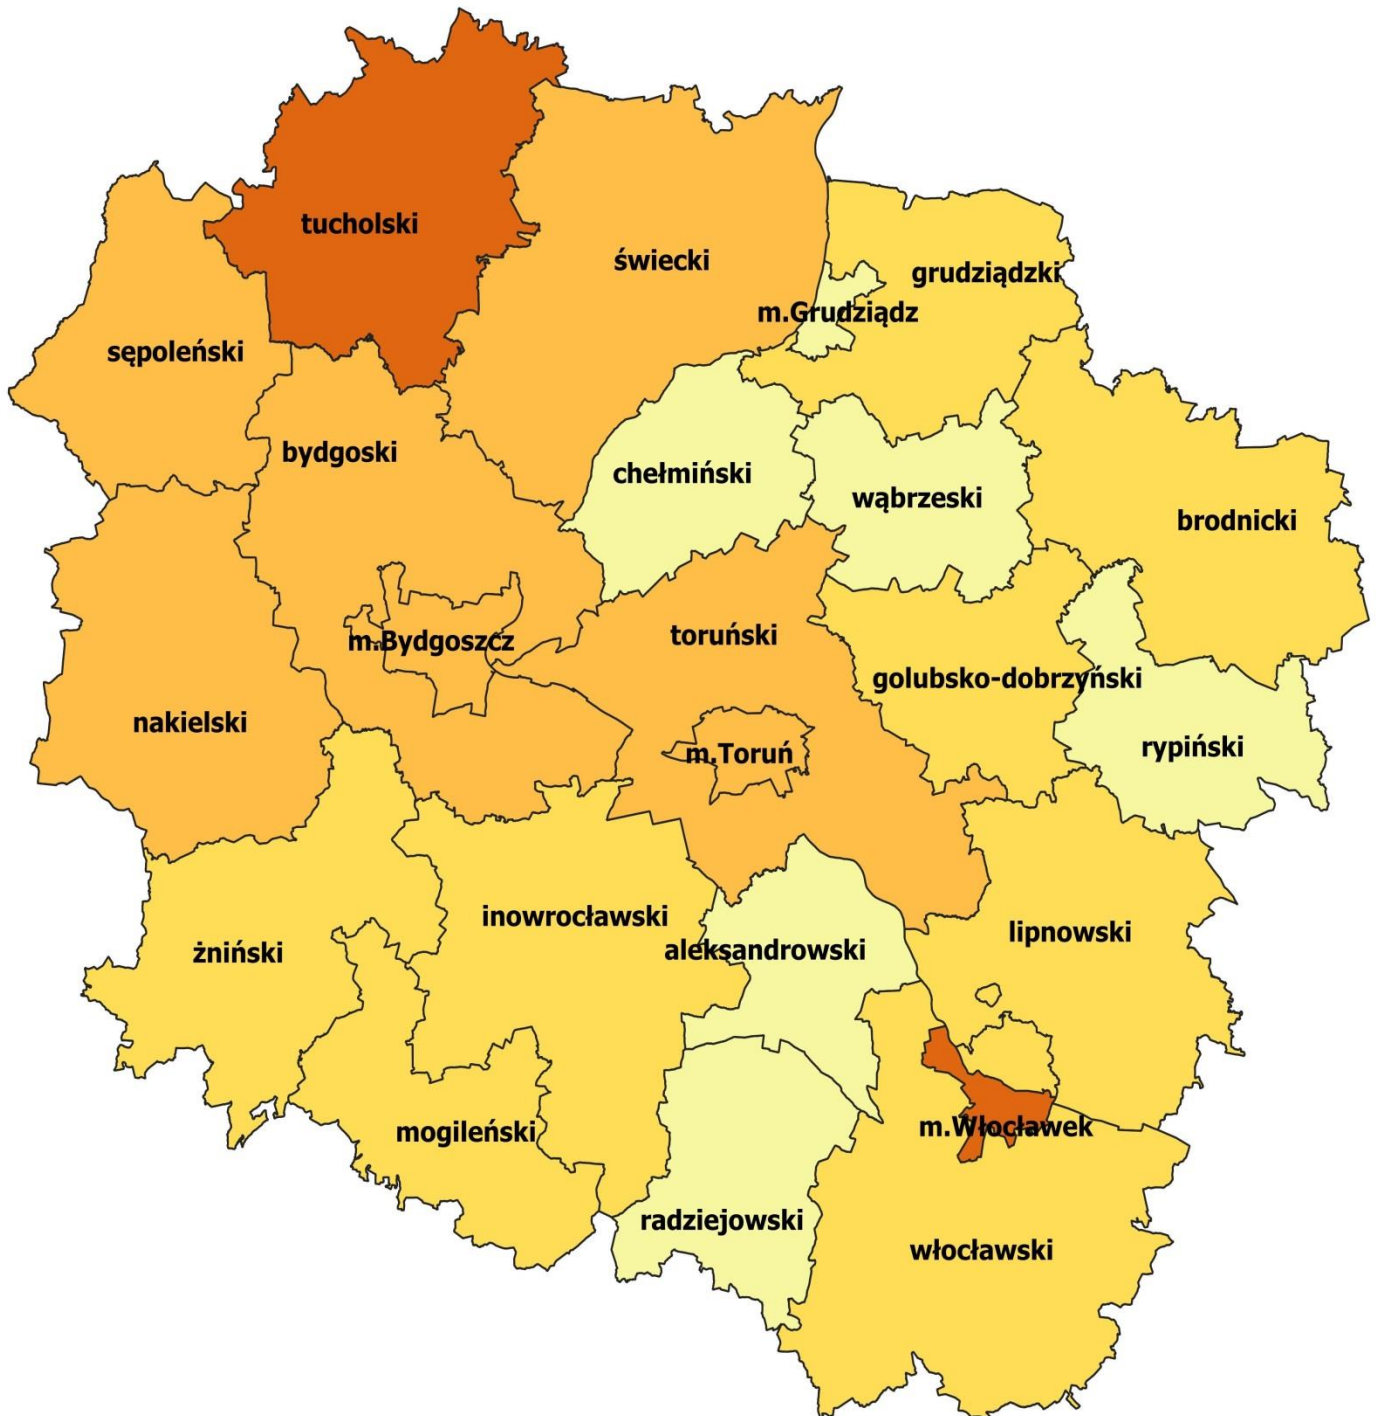 tucholski
świecki
grudziądzki
m.Grudziądz
sępoleński
bydgoski
chełmiński
wąbrzeski
brodnicki
m.Bydgoszcz
toruński
golubsko-dobrzyński
nakielski
m.Toruń
rypiński
inowrocławski
lipnowski
żniński
aleksandrowski
mogileński
m.Włocławek
radziejowski
włocławski